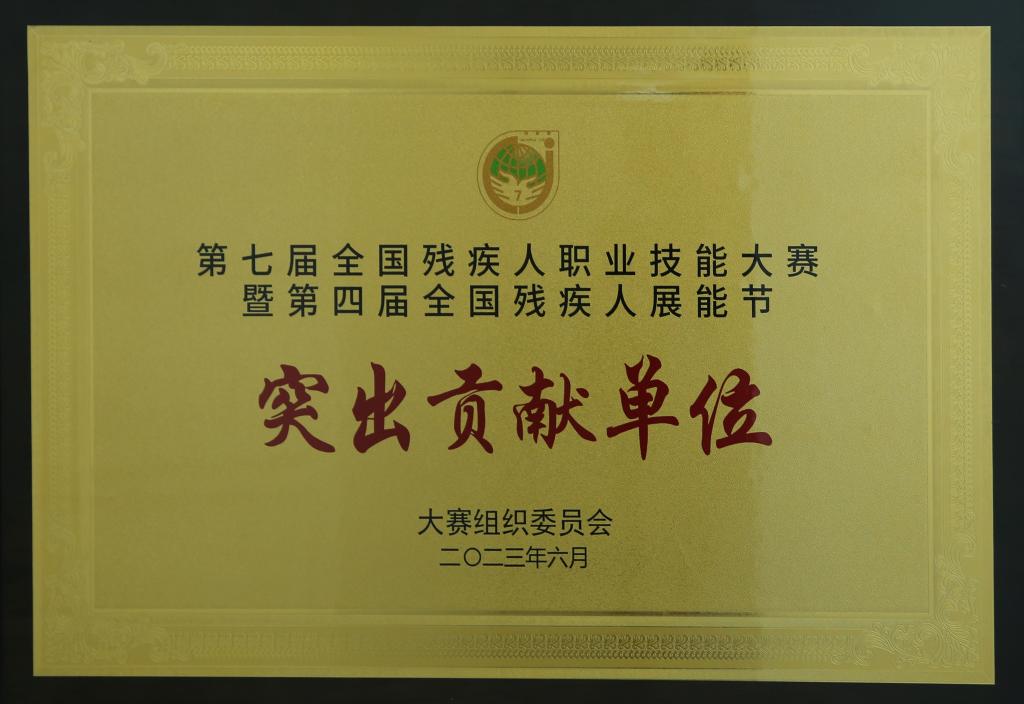 7
第七届全国残疾人职业技能大赛
暨第四届全国残疾人展能节
突出贡献单位
大赛组织委员会
二〇二三年六月